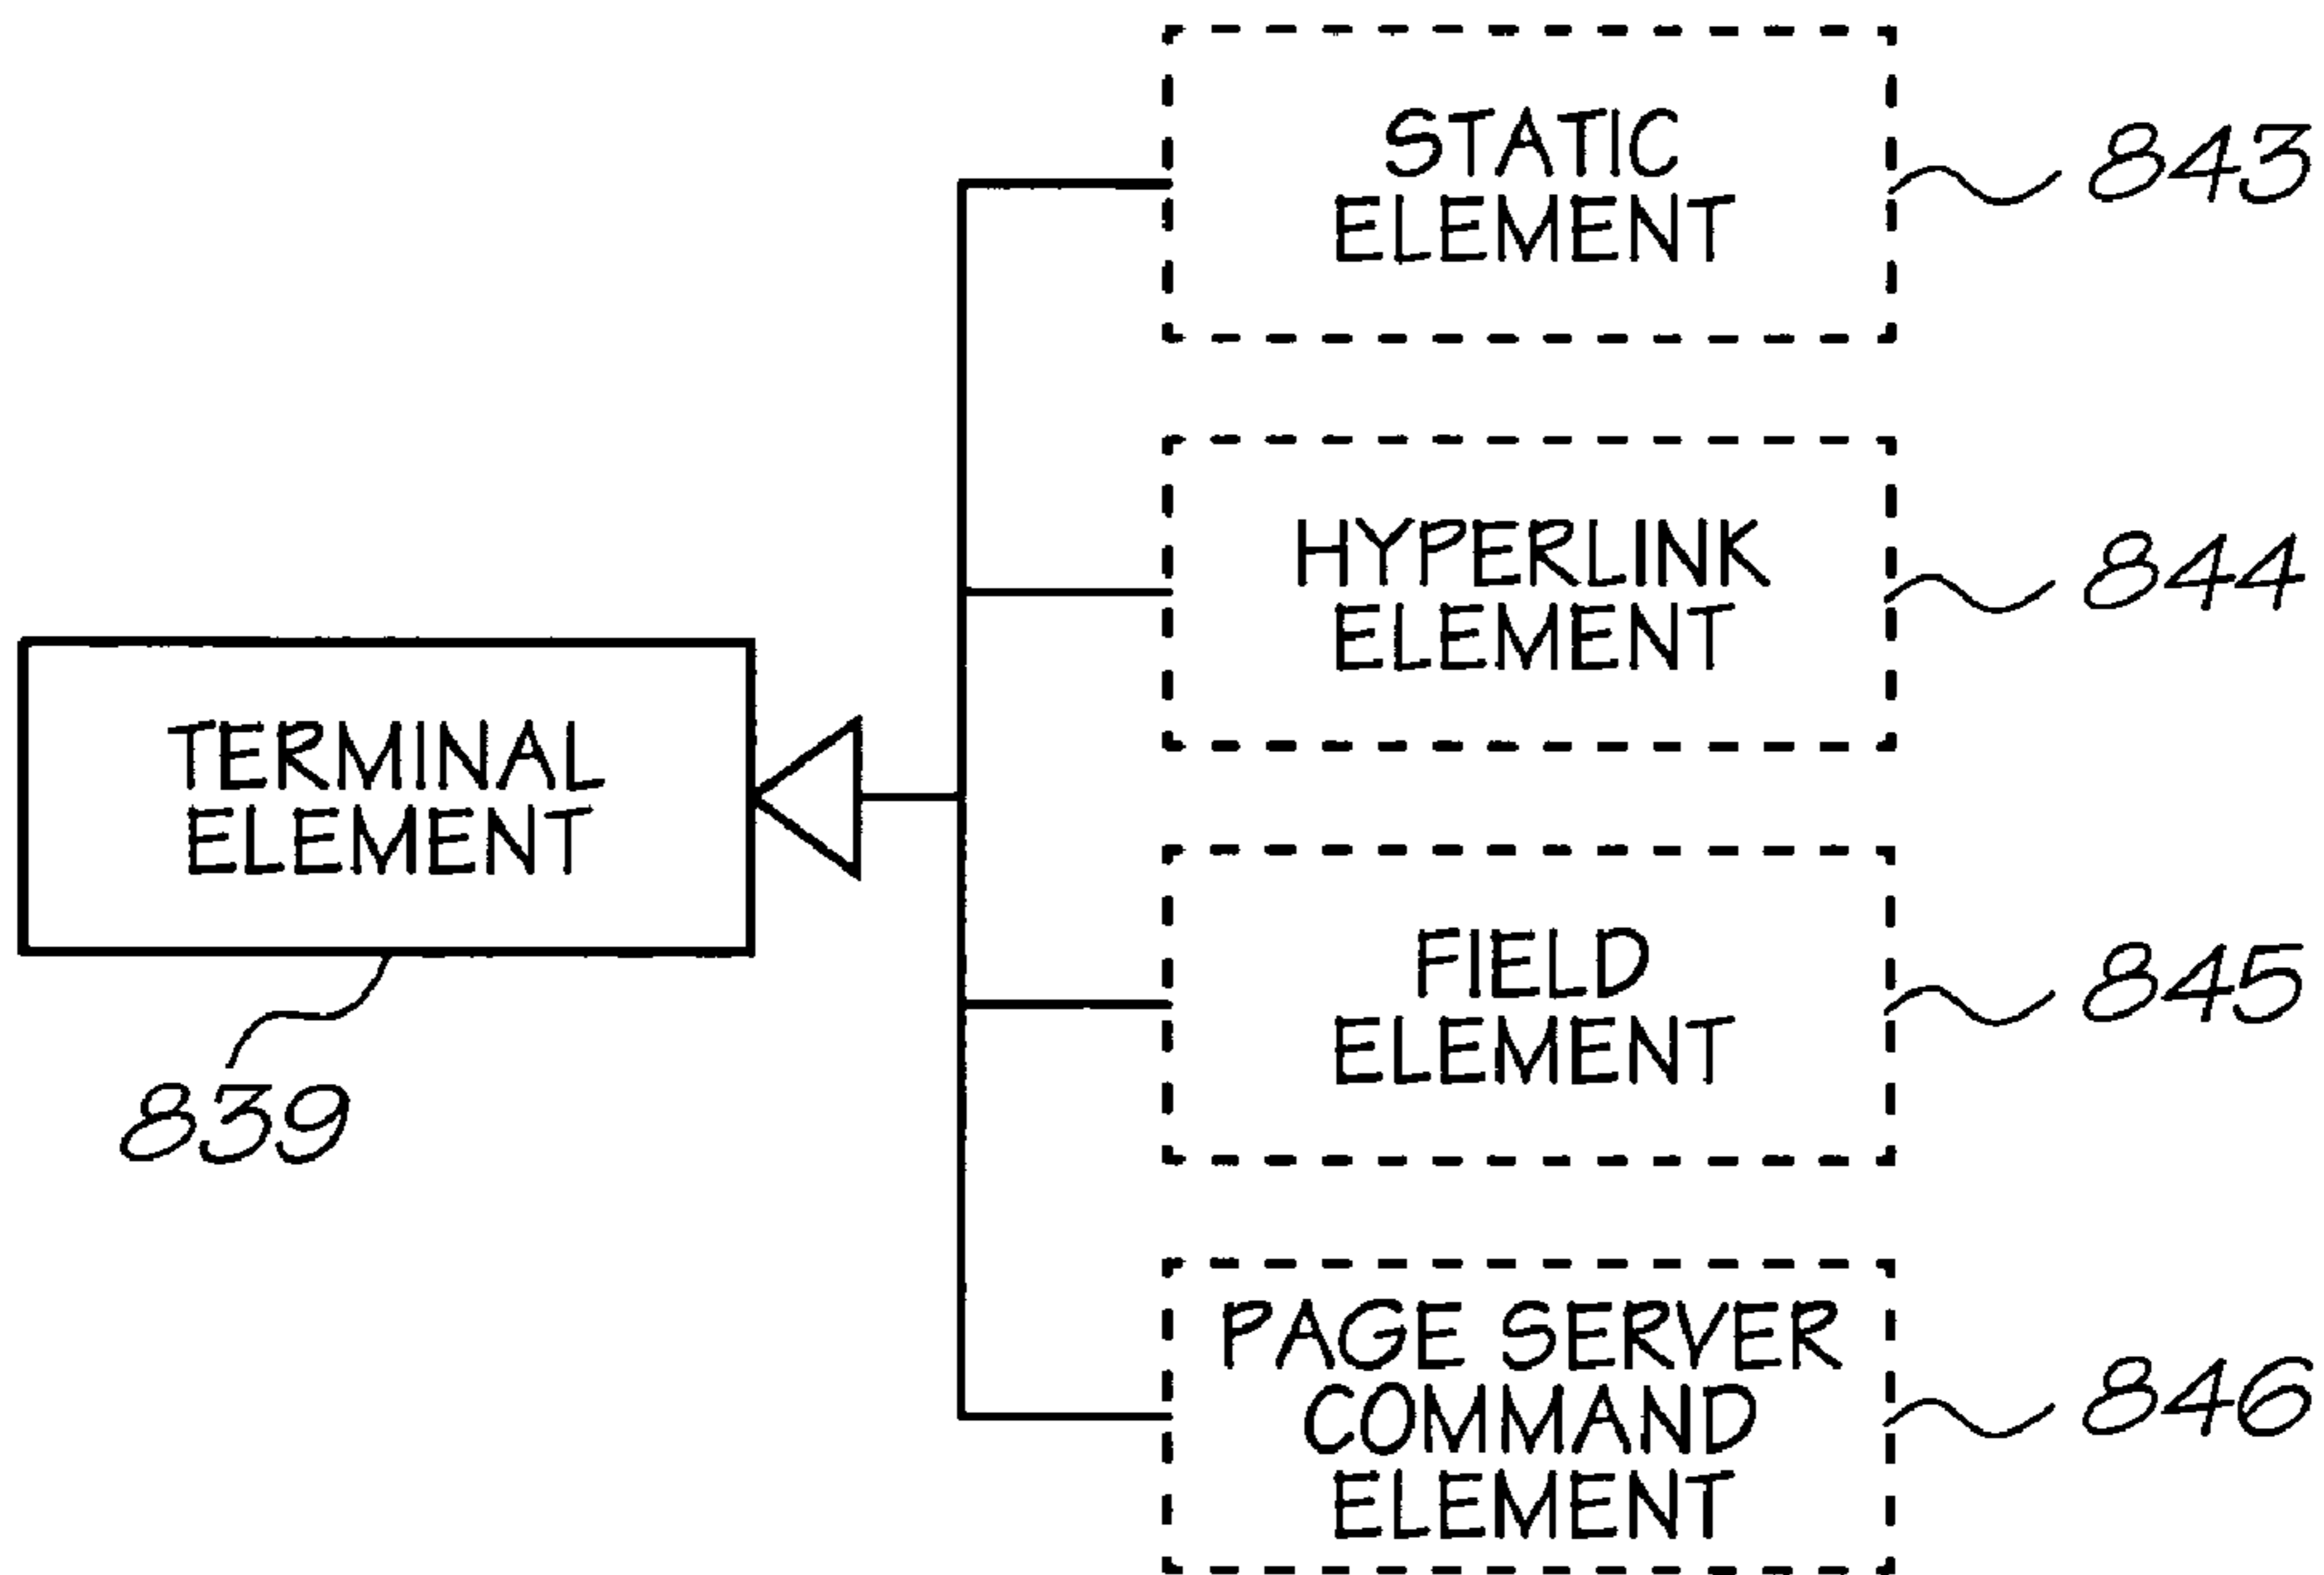 STATIC
ELEMENT
843
HYPERLINK
ELEMENT
844
TERMINAL
ELEMENT
839
FIELD
ELEMENT
845
PAGE SERVER
COMMAND
ELEMENT
846